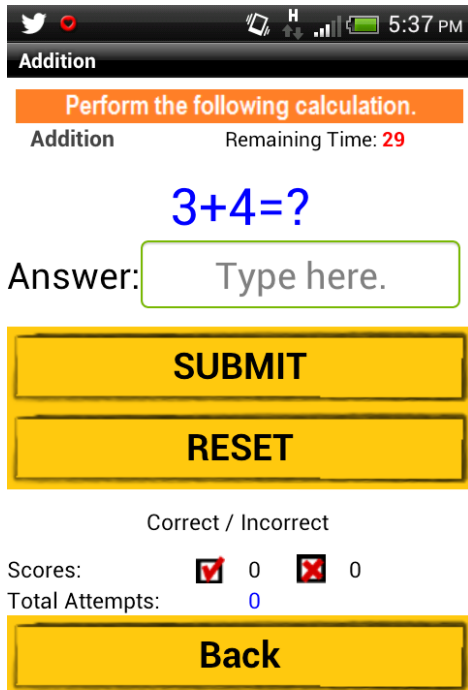 H
5:37 PM
Addition
Perform the following calculation.
Addition Remaining Time: 29
3+4=?
Answer: Type here.
SUBMIT
RESET
Correct / Incorrect
Scores: 0 0
Total Attempts: 0
Back